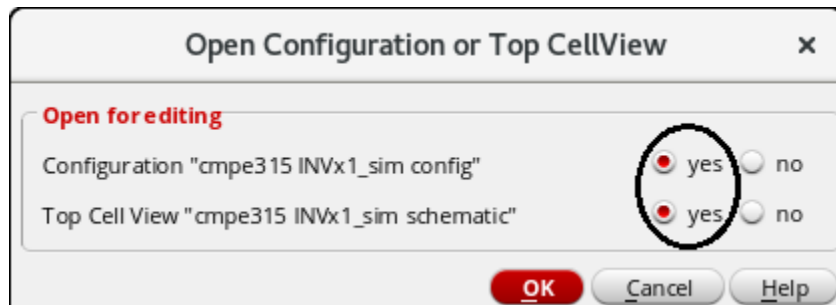 Open Configuration or Top CellView ×
Open for editing
Configuration "cmpe315 INVx1_sim config" yes no
Top Cell View "cmpe315 INVx1_sim schematic" yes no
OK Cancel Help